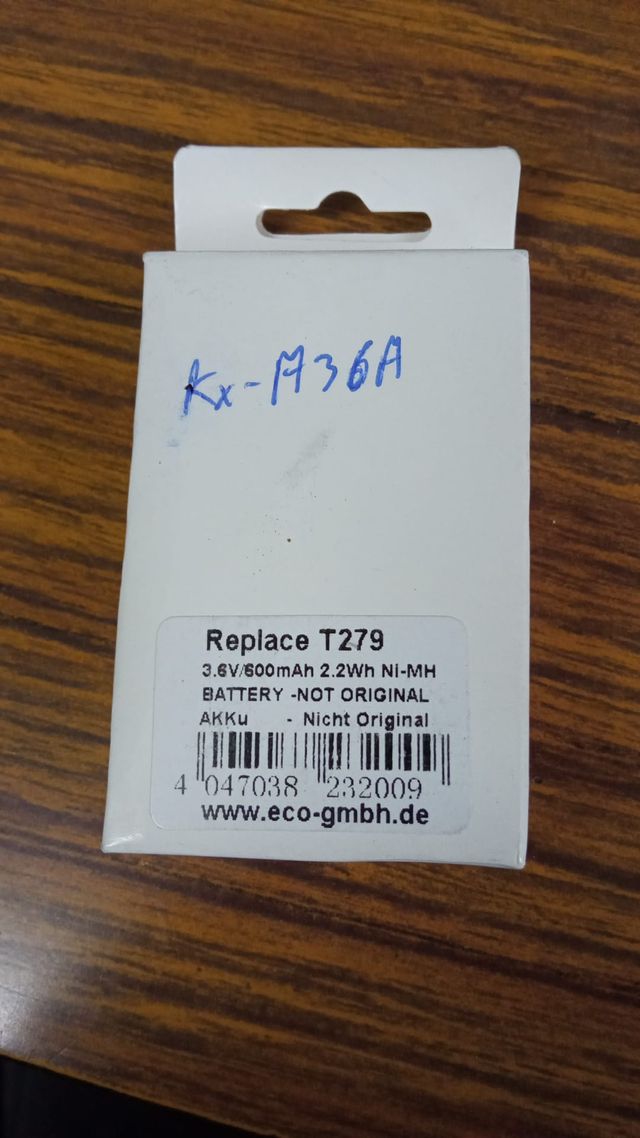 Kx-A36A
Replace T279
3.6V/600mAh 2.2Wh Ni-MH
BATTERY -NOT ORIGINAL
AKKu - Nicht Original
4 047038 232009
www.eco-gmbh.de